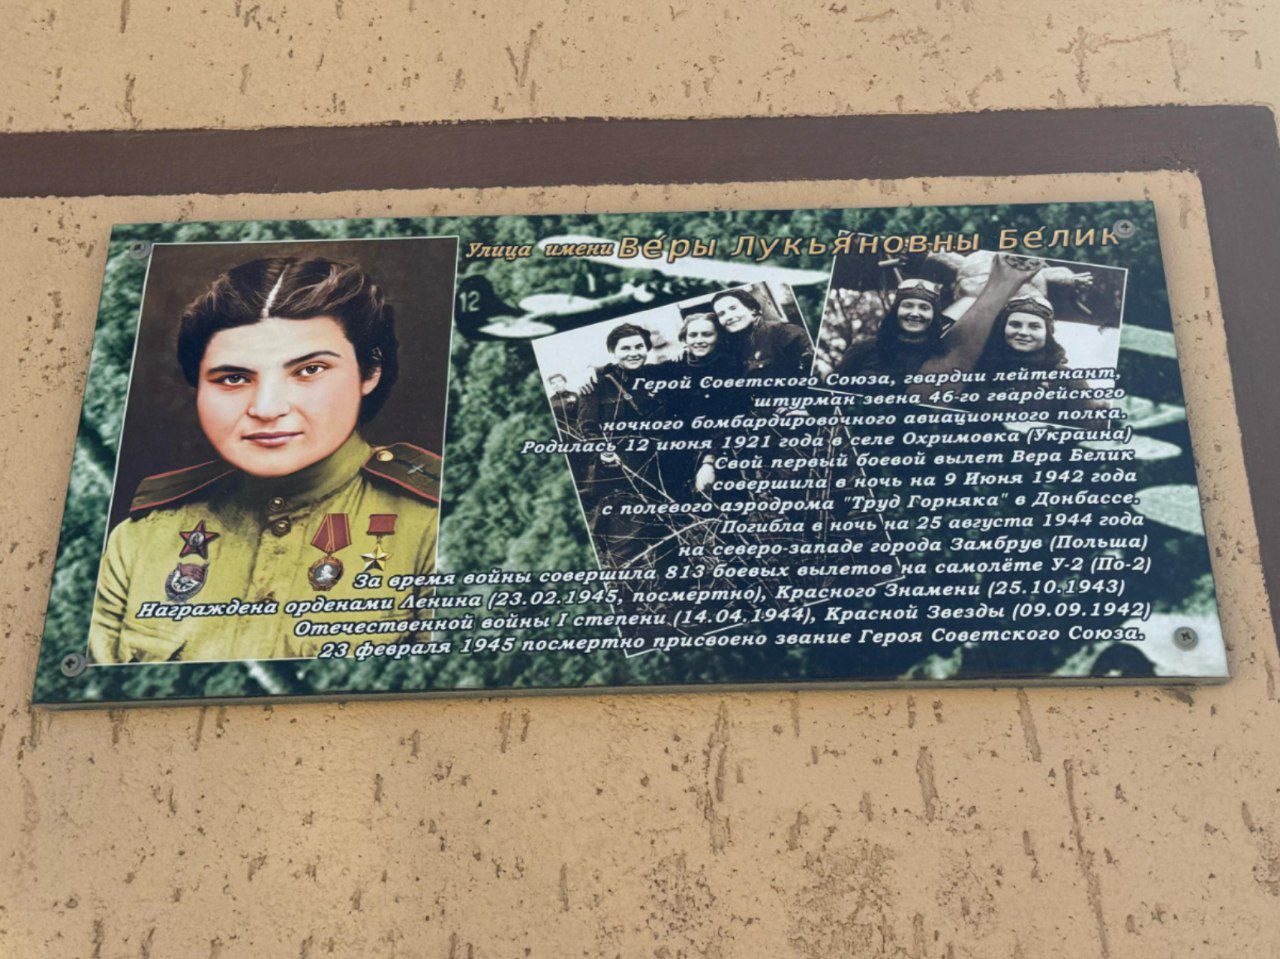 Улица имени Ве́ры Лукья́новны Бе́лик
12
Герой Советского Союза, гвардии лейтенант,
штурман звена 46-го гвардейского
ночного бомбардировочного авиационного полка.
Родилась 12 июня 1921 года в селе Охримовка (Украина)
Свой первый боевой вылет Вера Белик
совершила в ночь на 9 Июня 1942 года
с полевого аэродрома "Труд Горняка" в Донбассе.
Погибла в ночь на 25 августа 1944 года
на северо-западе города Замбрув (Польша)
За время войны совершила 813 боевых вылетов на самолёте У-2 (По-2)
Награждена орденами Ленина (23.02.1945, посмертно), Красного Знамени (25.10.1943)
Отечественной войны I степени (14.04.1944), Красной Звезды (09.09.1942)
23 февраля 1945 посмертно присвоено звание Героя Советского Союза.